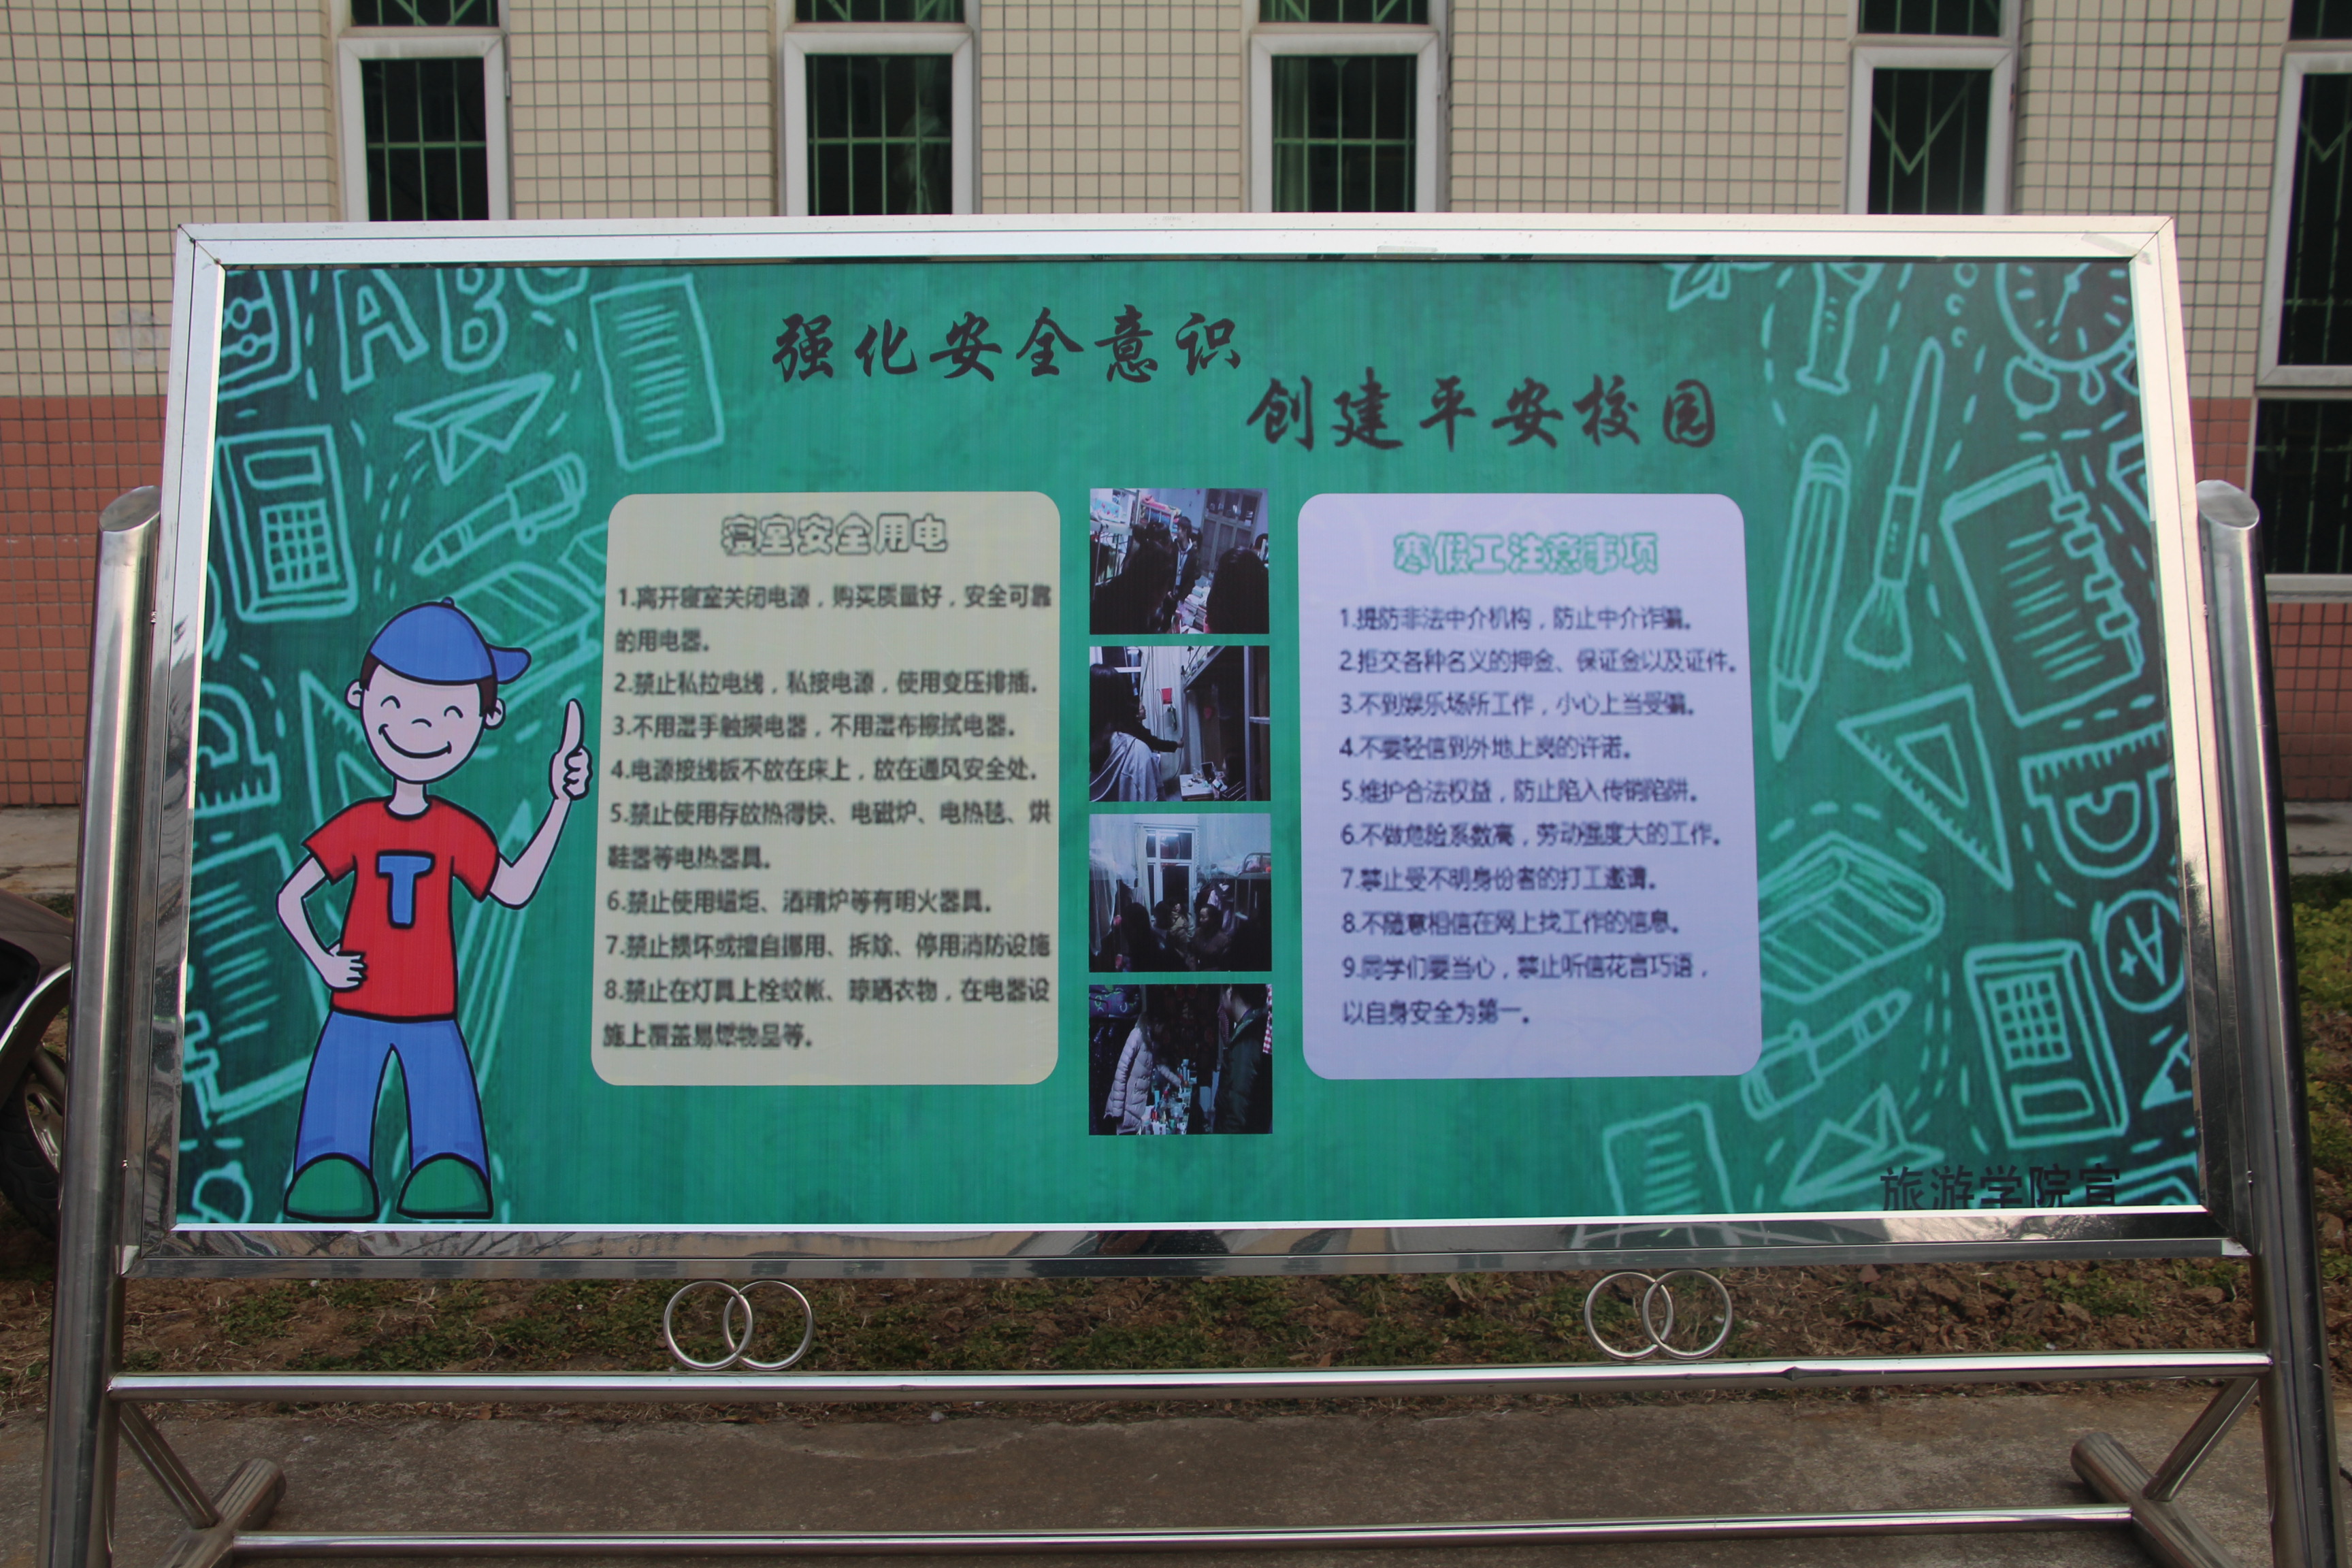 强化安全意识
创建平安校园
寝室安全用电
1.离开寝室关闭电源，购买质量好，安全可靠
的用电器。
2.禁止私拉电线，私接电源，使用变压排插。
3.不用湿手触摸电器，不用湿布擦拭电器。
4.电源接线板不放在床上，放在通风安全处。
5.禁止使用存放热得快、电磁炉、电热毯、烘
鞋器等电热器具。
6.禁止使用蜡炬、酒精炉等有明火器具。
7.禁止损坏或擅自挪用、拆除、停用消防设施
8.禁止在灯具上栓蚊帐、晾晒衣物，在电器设
施上覆盖易燃物品等。
寒假工注意事项
1.提防非法中介机构，防止中介诈骗。
2.拒交各种名义的押金、保证金以及证件。
3.不到娱乐场所工作，小心上当受骗。
4.不要轻信到外地上岗的许诺。
5.维护合法权益，防止陷入传销陷阱。
6.不做危险系数高，劳动强度大的工作。
7.禁止受不明身份者的打工邀请。
8.不随意相信在网上找工作的信息。
9.同学们要当心，禁止听信花言巧语，
以自身安全为第一。
旅游学院宣
ABC
T
A+